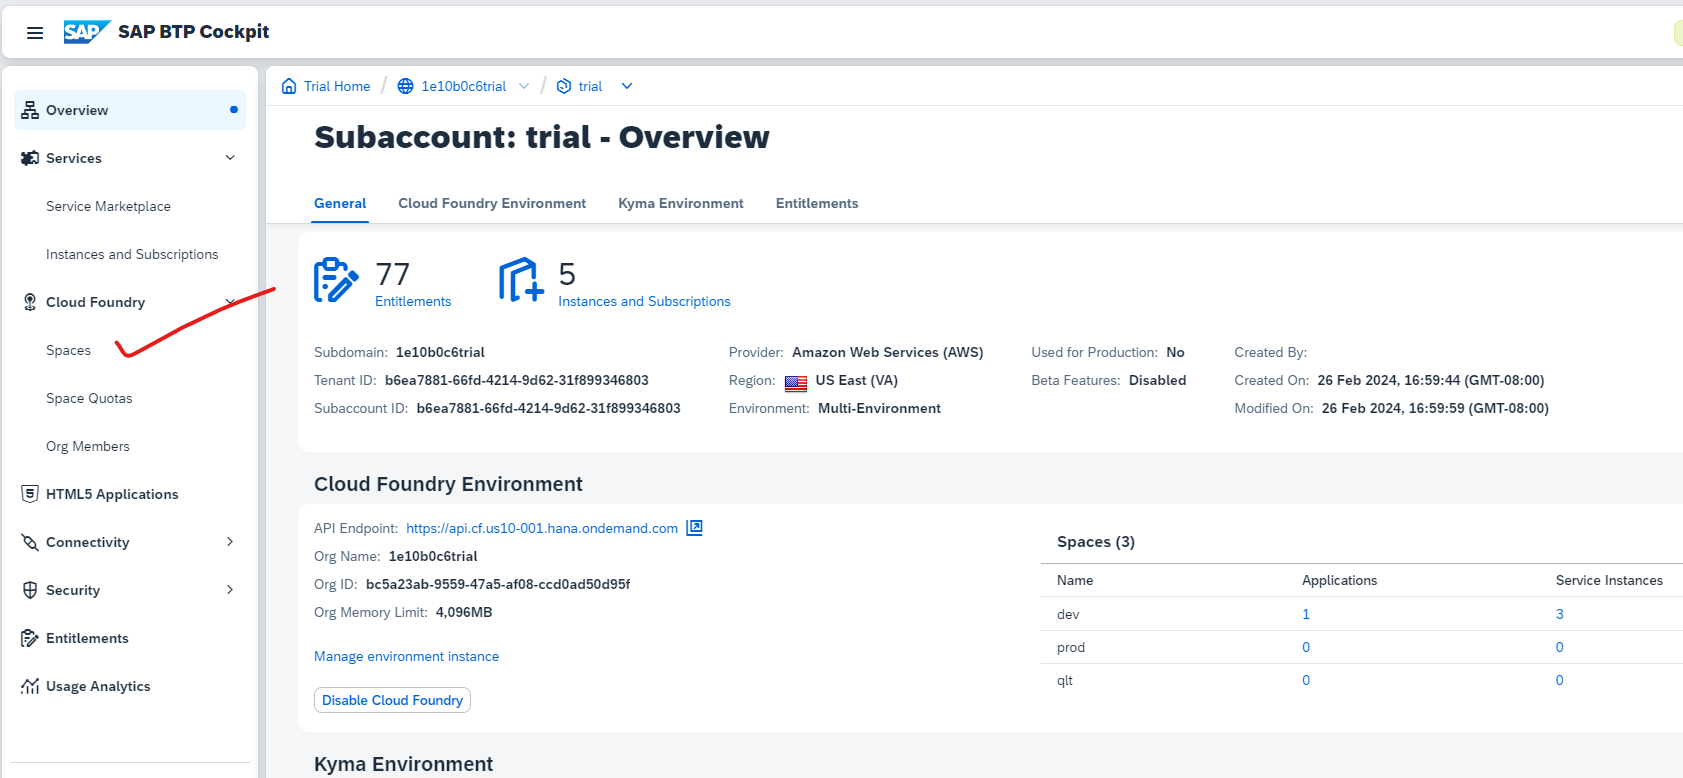 SAP SAP BTP Cockpit
Overview
Services
Service Marketplace
Instances and Subscriptions
Cloud Foundry
Spaces
Space Quotas
Org Members
HTML5 Applications
Connectivity
Security
Entitlements
Usage Analytics
Trial Home / 1e10b0c6trial / trial
Subaccount: trial - Overview
General Cloud Foundry Environment Kyma Environment Entitlements
77 Entitlements
5 Instances and Subscriptions
Subdomain: 1e10b0c6trial
Tenant ID: b6ea7881-66fd-4214-9d62-31f899346803
Subaccount ID: b6ea7881-66fd-4214-9d62-31f899346803
Provider: Amazon Web Services (AWS)
Region: US East (VA)
Environment: Multi-Environment
Used for Production: No
Beta Features: Disabled
Created By:
Created On: 26 Feb 2024, 16:59:44 (GMT-08:00)
Modified On: 26 Feb 2024, 16:59:59 (GMT-08:00)
Cloud Foundry Environment
API Endpoint: https://api.cf.us10-001.hana.ondemand.com
Org Name: 1e10b0c6trial
Org ID: bc5a23ab-9559-47a5-af08-ccd0ad50d95f
Org Memory Limit: 4,096MB
Manage environment instance
Disable Cloud Foundry
Spaces (3)
Name Applications Service Instances
dev 1 3
prod 0 0
qlt 0 0
Kyma Environment